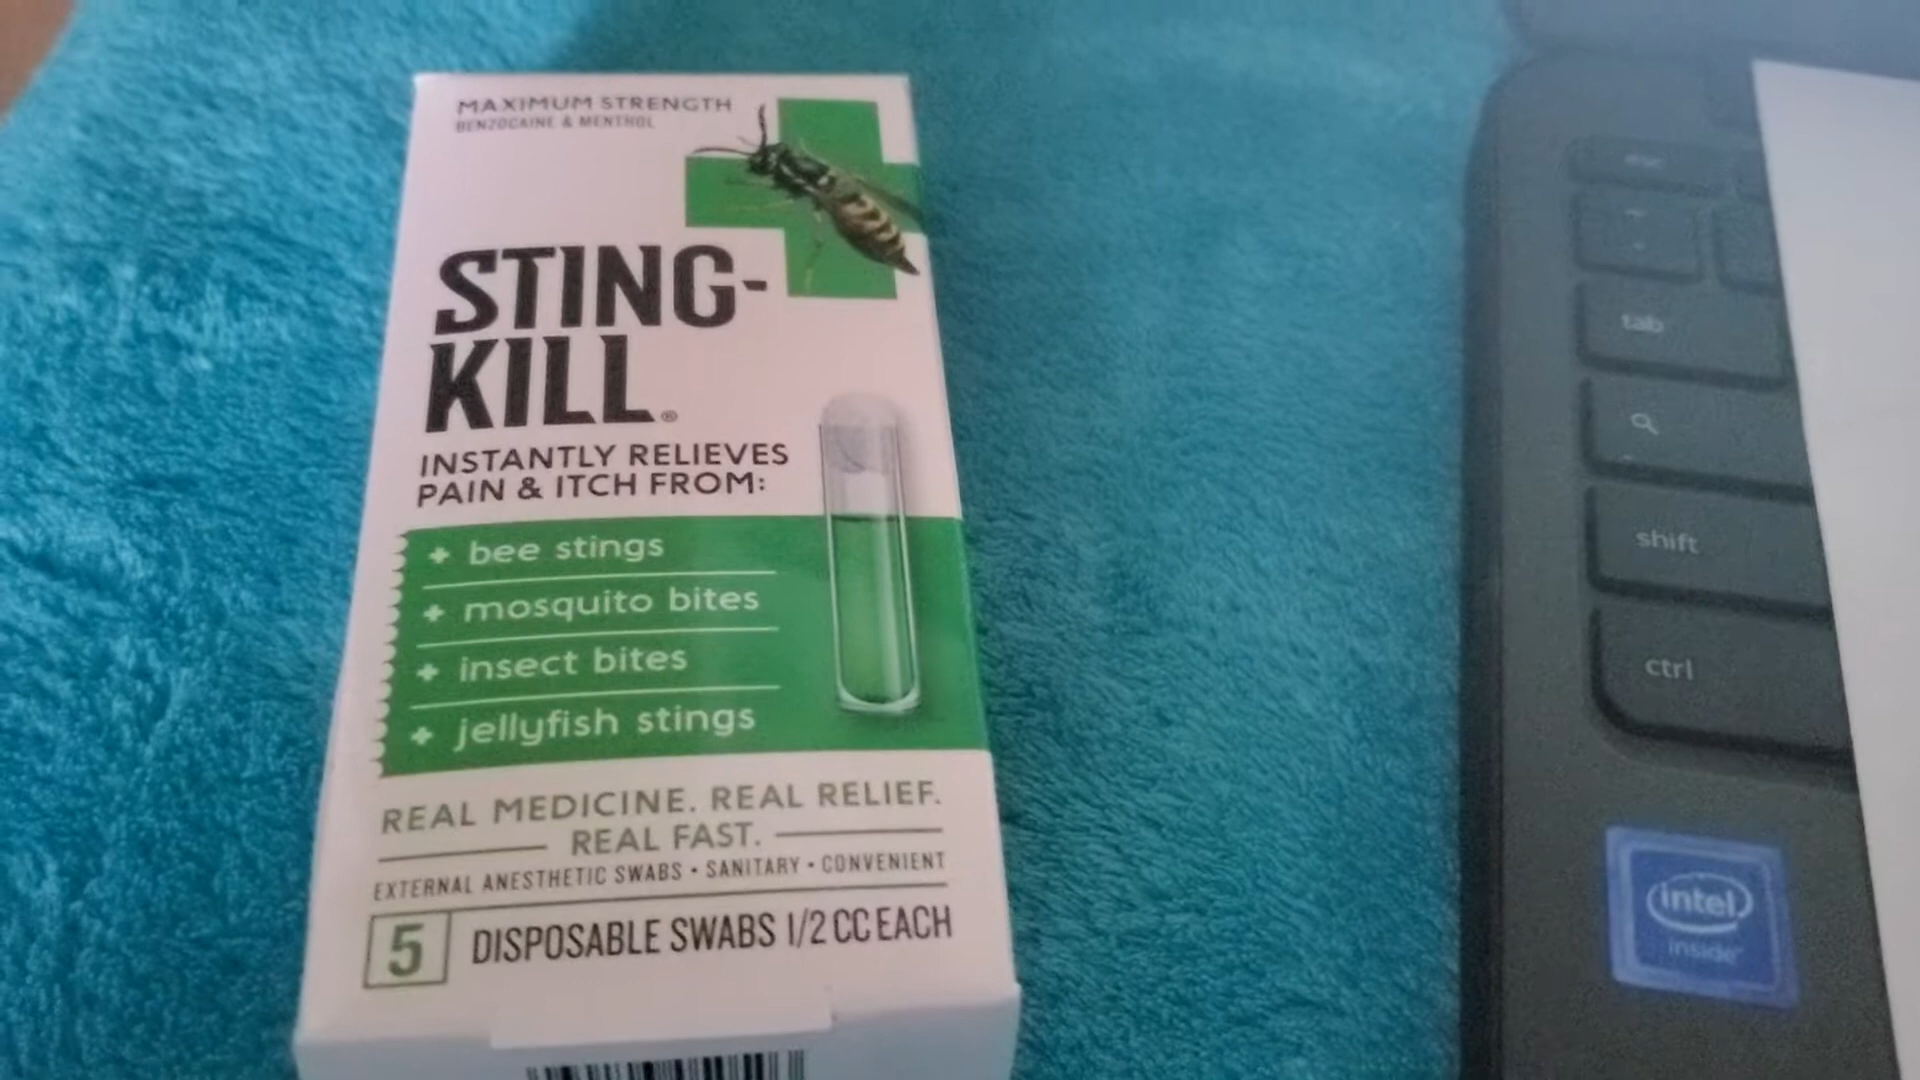 MAXIMUM STRENGTH
BENZOCAINE & MENTHOL
STING-
KILL®
INSTANTLY RELIEVES
PAIN & ITCH FROM:
+ bee stings
+ mosquito bites
+ insect bites
+ jellyfish stings
REAL MEDICINE. REAL RELIEF.
REAL FAST.
EXTERNAL ANESTHETIC SWABS • SANITARY • CONVENIENT
5 DISPOSABLE SWABS 1/2 CC EACH
esc
tab
shift
ctrl
intel
inside™